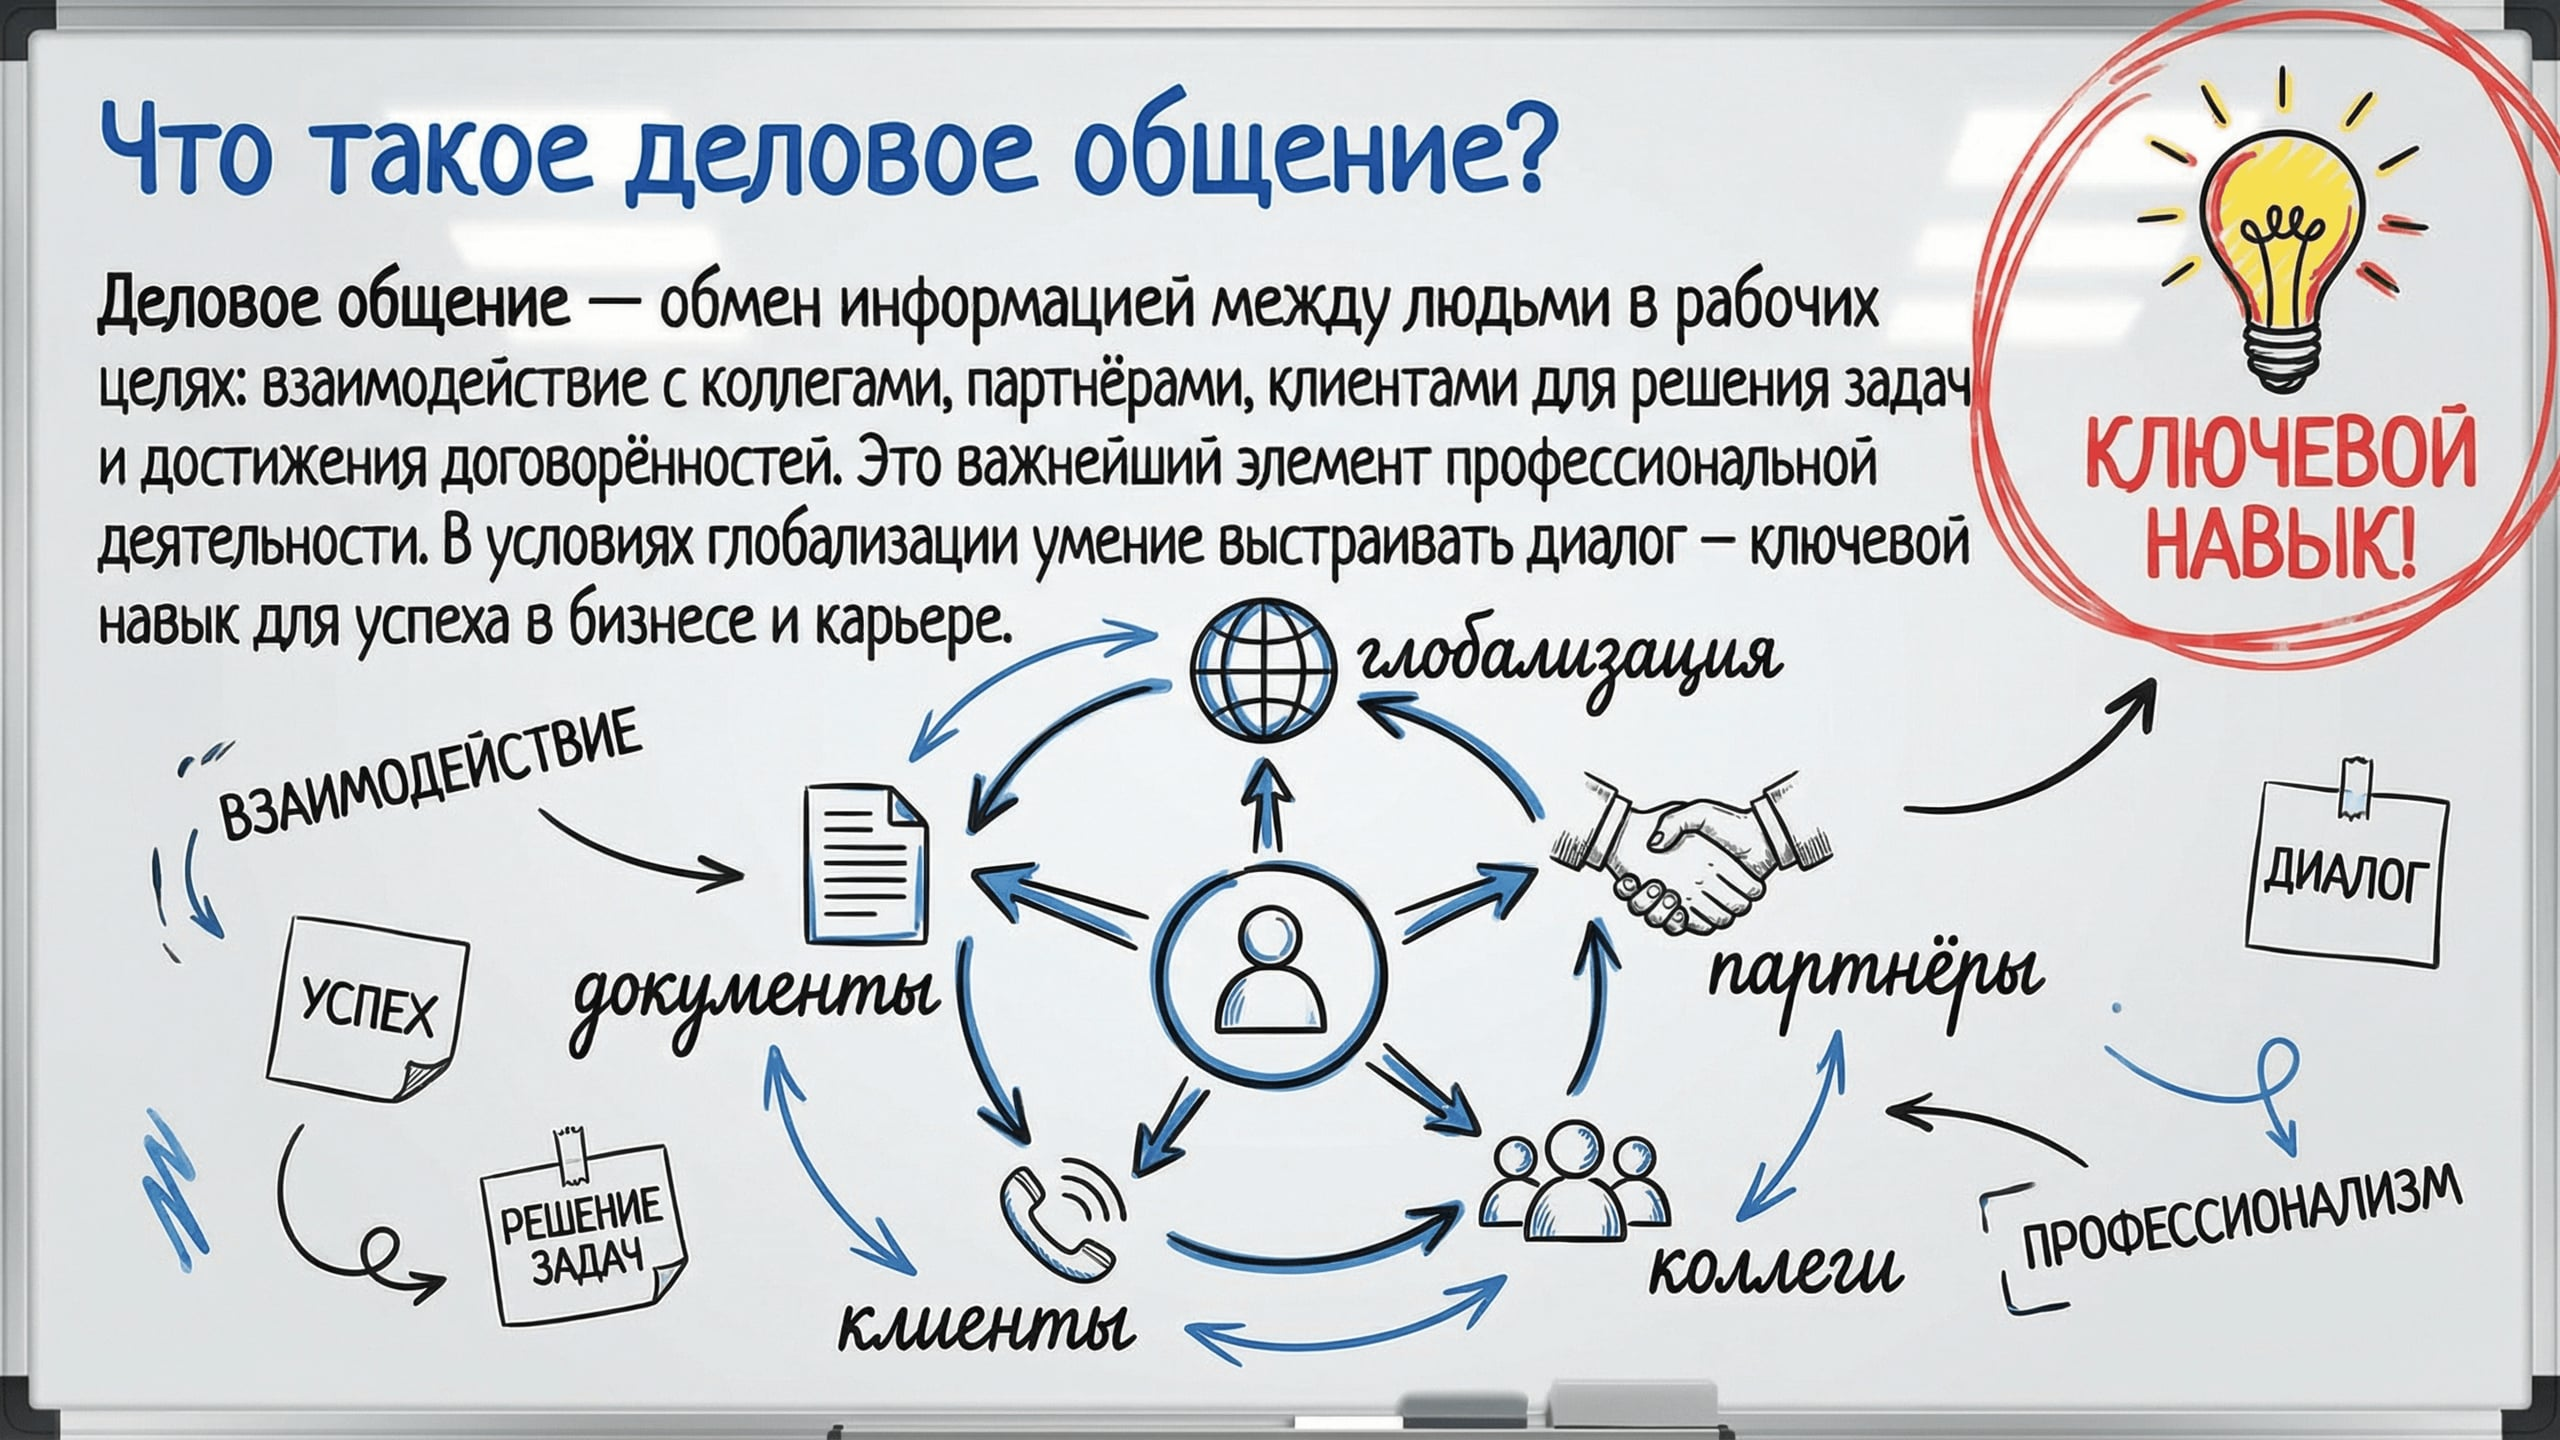 Что такое деловое общение?
Деловое общение — обмен информацией между людьми в рабочих
целях: взаимодействие с коллегами, партнёрами, клиентами для решения задач
и достижения договорённостей. Это важнейший элемент профессиональной
деятельности. В условиях глобализации умение выстраивать диалог – ключевой
навык для успеха в бизнесе и карьере.
КЛЮЧЕВОЙ
НАВЫК!
глобализация
ВЗАИМОДЕЙСТВИЕ
ДИАЛОГ
УСПЕХ
документы
партнёры
РЕШЕНИЕ
ЗАДАЧ
клиенты
коллеги
ПРОФЕССИОНАЛИЗМ